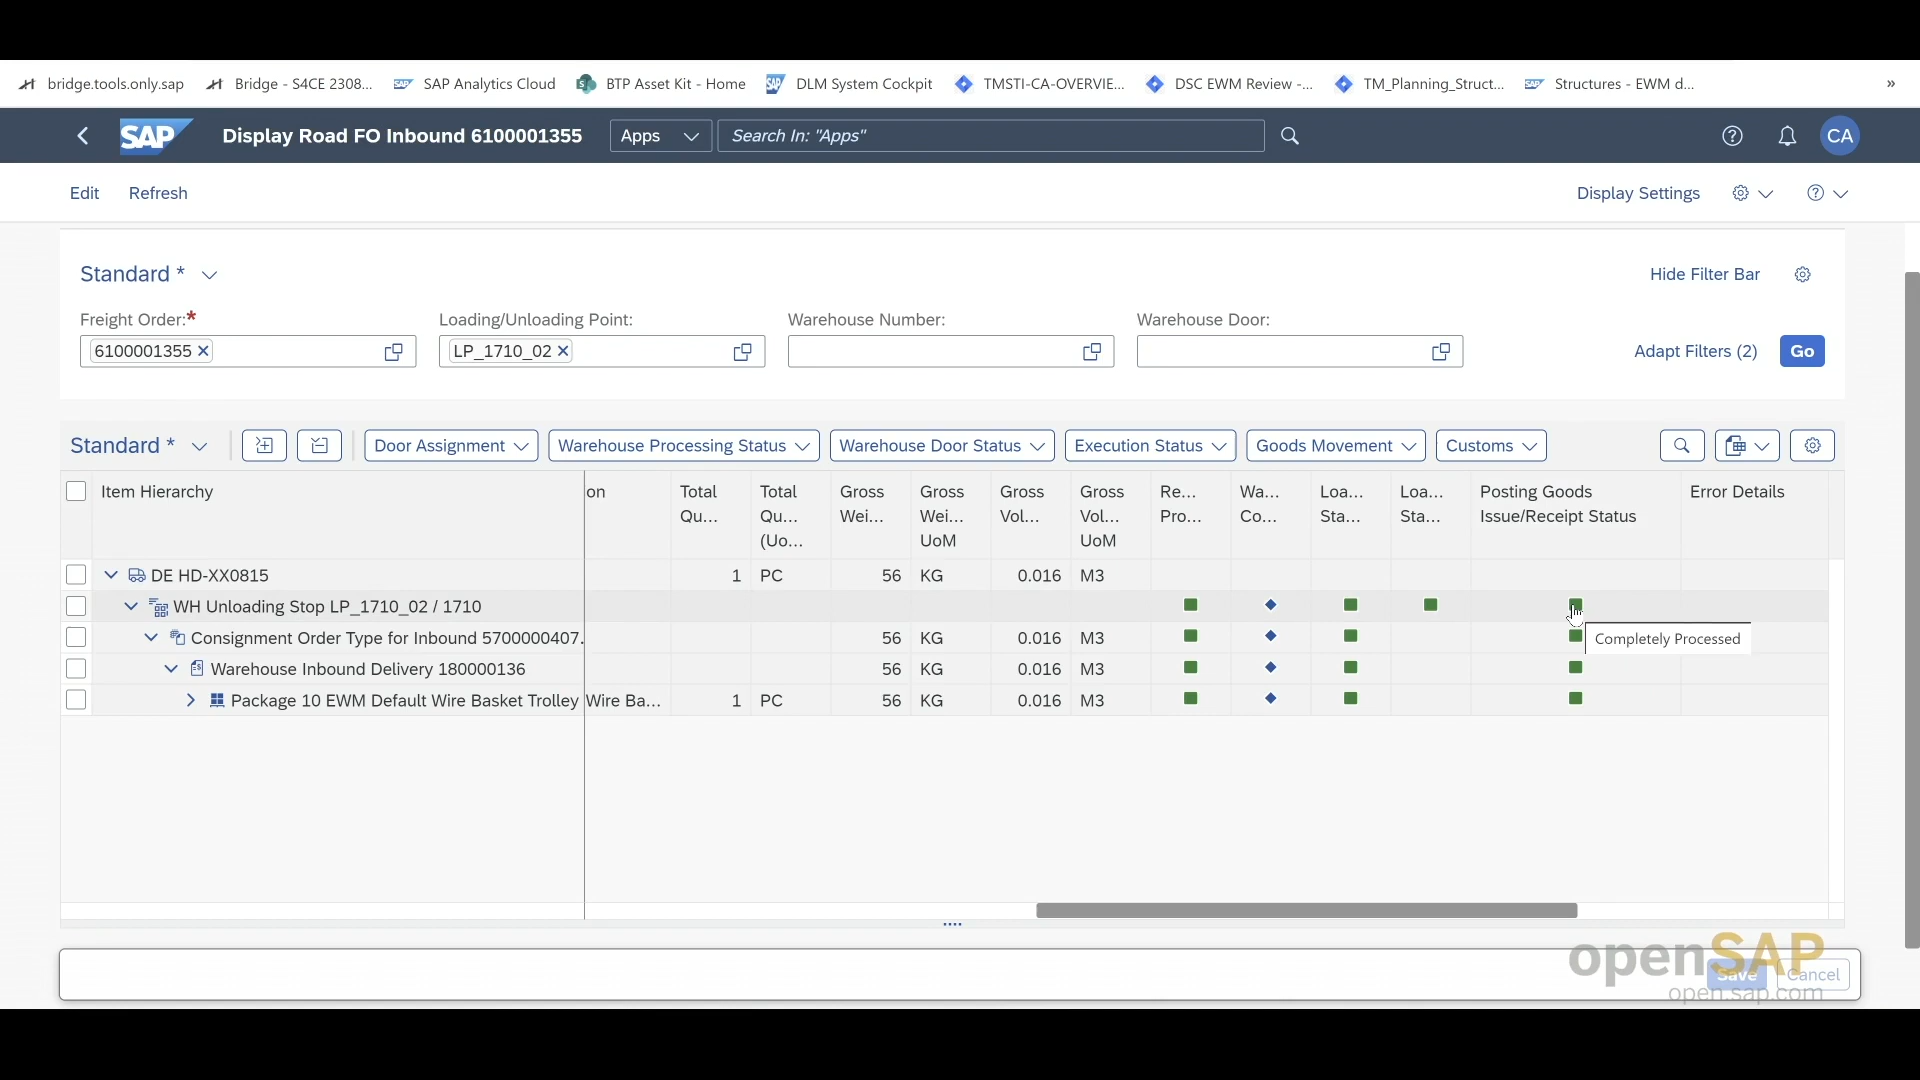 bridge.tools.only.sap Bridge - S4CE 2308... SAP Analytics Cloud BTP Asset Kit - Home DLM System Cockpit TMSTI-CA-OVERVIE... DSC EWM Review -... TM_Planning_Struct... Structures - EWM d... »
SAP Display Road FO Inbound 6100001355 Apps Search In: "Apps" CA
Edit Refresh Display Settings
Standard * Hide Filter Bar
Freight Order:* Loading/Unloading Point: Warehouse Number: Warehouse Door:
6100001355 LP_1710_02 Adapt Filters (2) Go
Standard * Door Assignment Warehouse Processing Status Warehouse Door Status Execution Status Goods Movement Customs
Item Hierarchy on Total Total Gross Gross Gross Gross Re... Wa... Loa... Loa... Posting Goods Error Details
Qu... Qu... Wei... Wei... Vol... Vol... Pro... Co... Sta... Sta... Issue/Receipt Status
(Uo... UoM UoM
DE HD-XX0815 1 PC 56 KG 0.016 M3
WH Unloading Stop LP_1710_02 / 1710
Consignment Order Type for Inbound 5700000407. 56 KG 0.016 M3 Completely Processed
Warehouse Inbound Delivery 180000136 56 KG 0.016 M3
Package 10 EWM Default Wire Basket Trolley Wire Ba... 1 PC 56 KG 0.016 M3
openSAP
Save Cancel
open.sap.com